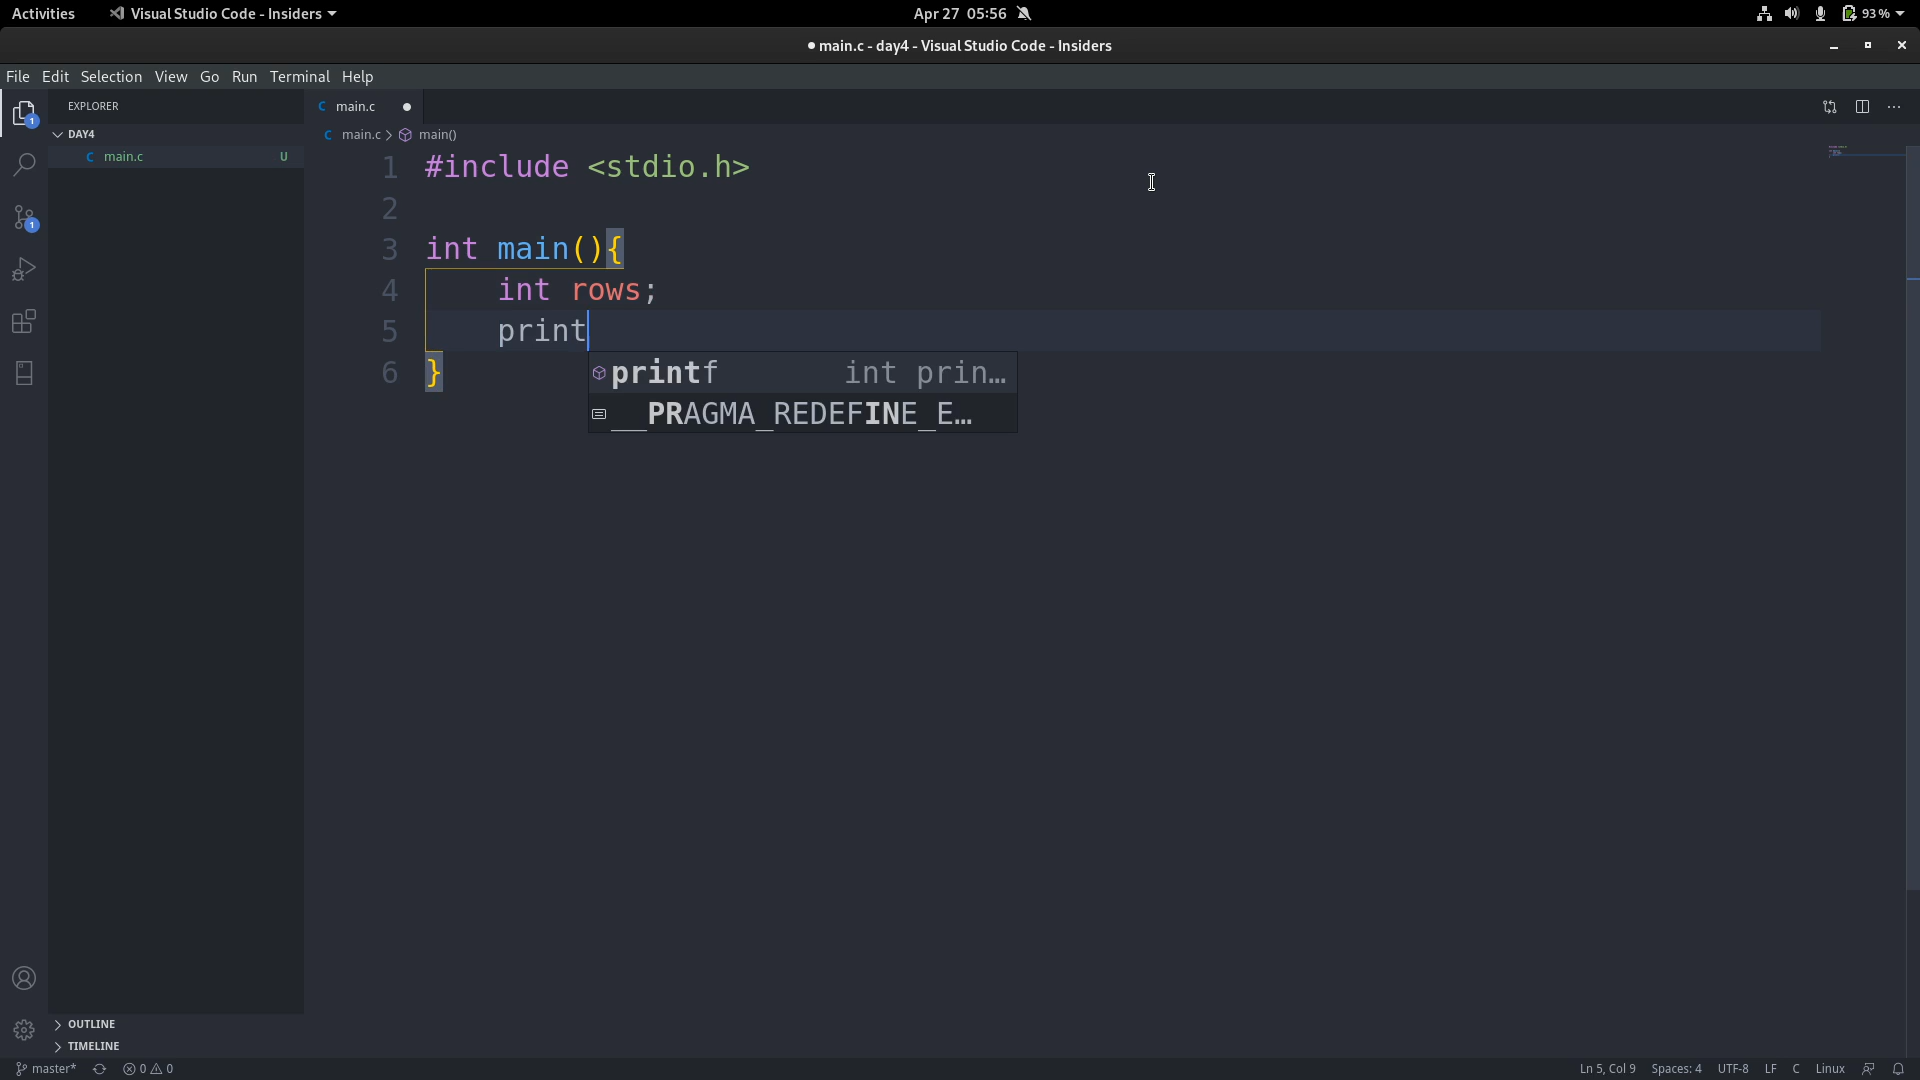 Activities Visual Studio Code - Insiders Apr 27 05:56 93 %
● main.c - day4 - Visual Studio Code - Insiders
File Edit Selection View Go Run Terminal Help
EXPLORER
main.c ●
DAY4
main.c > main()
main.c U
1 #include <stdio.h>
2
3 int main(){
4 int rows;
5 print
6 }
printf int prin…
__PRAGMA_REDEFINE_E…
1
1
OUTLINE
TIMELINE
master* 0 0 Ln 5, Col 9 Spaces: 4 UTF-8 LF C Linux